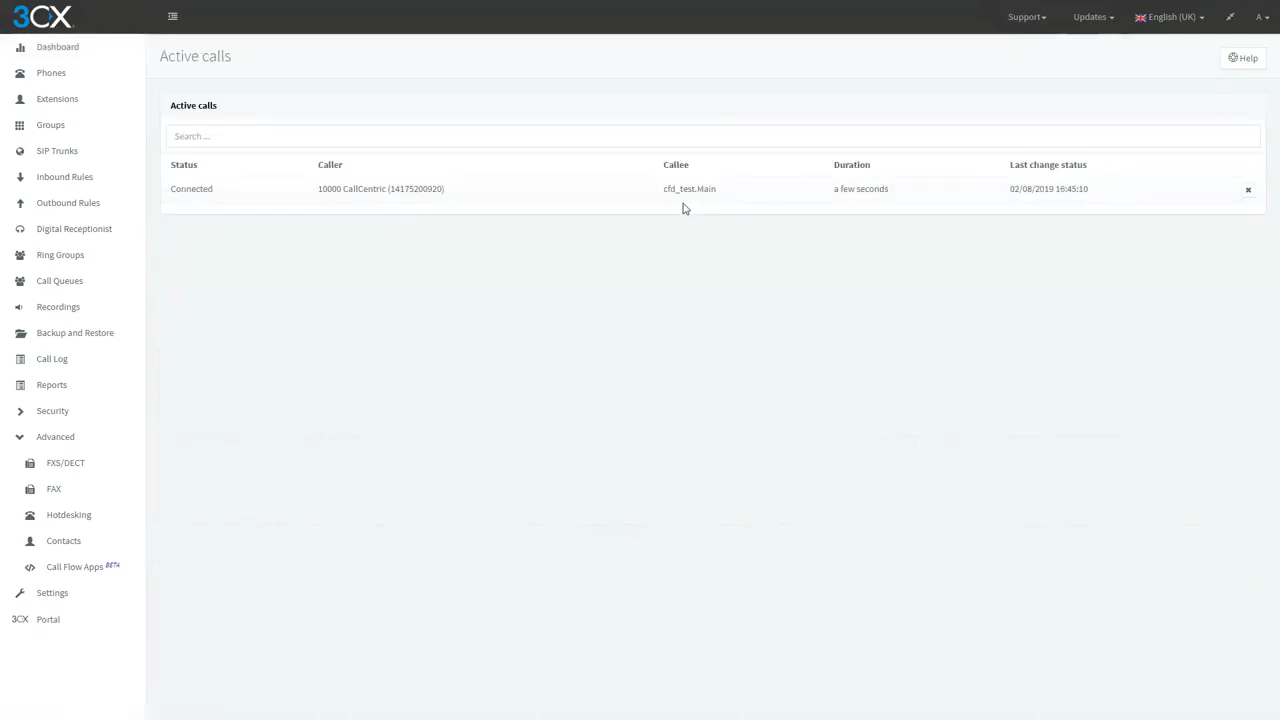 3CX
Support
Updates
English (UK)
A
Dashboard
Phones
Extensions
Groups
SIP Trunks
Inbound Rules
Outbound Rules
Digital Receptionist
Ring Groups
Call Queues
Recordings
Backup and Restore
Call Log
Reports
Security
Advanced
FXS/DECT
FAX
Hotdesking
Contacts
Call Flow Apps BETA
Settings
3CX Portal
Active calls
Help
Active calls
Search ...
Status Caller Callee Duration Last change status
Connected 10000 CallCentric (14175200920) cfd_test.Main a few seconds 02/08/2019 16:45:10